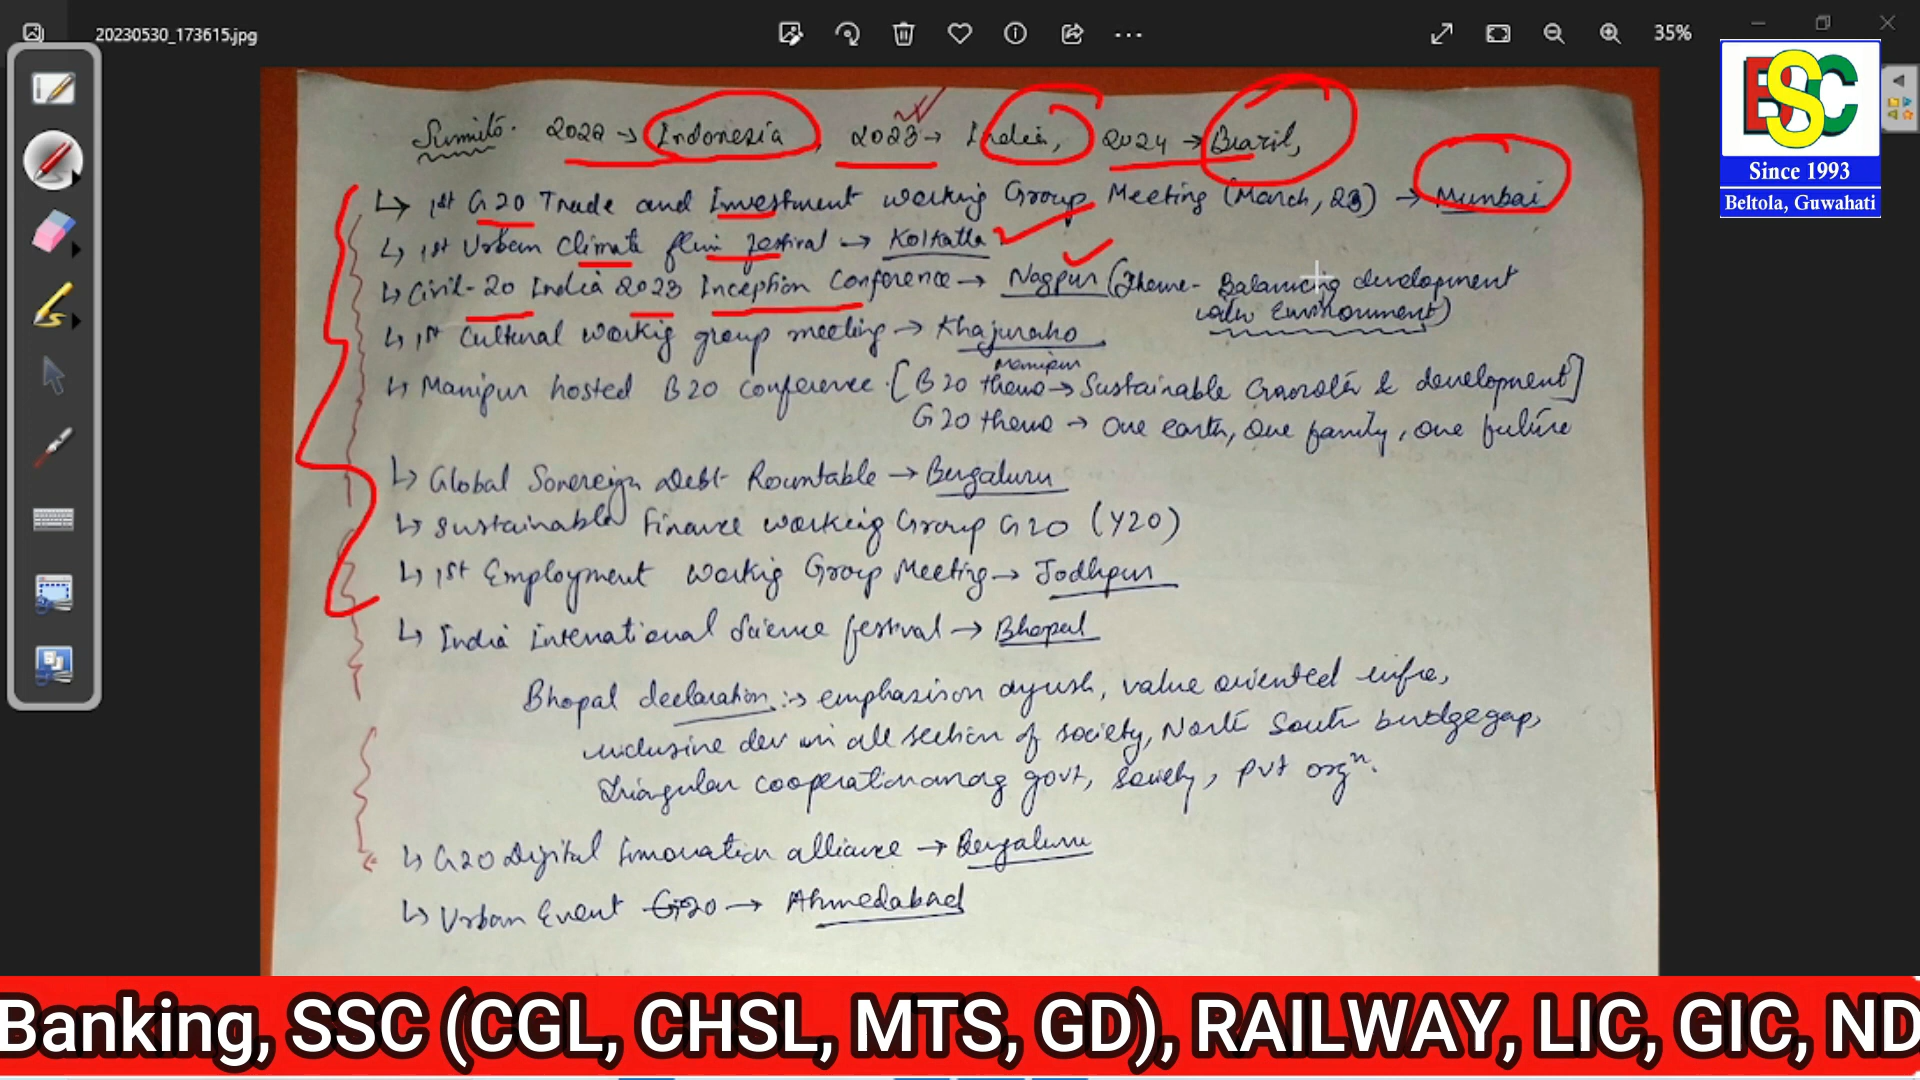 20230530_173615.jpg
35%
BSC
Since 1993
Beltola, Guwahati
Summits. 2022 → Indonesia, 2023 → India, 2024 → Brazil,
↳ 1st G20 Trade and Investment working Group Meeting (March, 23) → Mumbai
↳ 1st Urban Climate film festival → Kolkatta
↳ Civil-20 India 2023 Inception Conference → Nagpur (Theme - Balancing development
with Environment)
↳ 1st Cultural working group meeting → Khajuraho
Manipur
↳ Manipur hosted B20 conference. [B20 theme → Sustainable Growth & development]
G20 theme → One earth, One family, One future
↳ Global Sovereign Debt Rountable → Bengaluru
↳ Sustainable Finance working Group G20 (Y20)
↳ 1st Employment Working Group Meeting → Jodhpur
↳ India International Science festival → Bhopal
Bhopal declaration :→ emphasis on ayush, value oriented infra,
inclusive dev in all section of society, North South bridge gap,
Triangular cooperation among govt, society, pvt orgn.
↳ G20 Digital Innovation alliance → Bengaluru
↳ Urban Event G20 → Ahmedabad
Banking, SSC (CGL, CHSL, MTS, GD), RAILWAY, LIC, GIC, ND